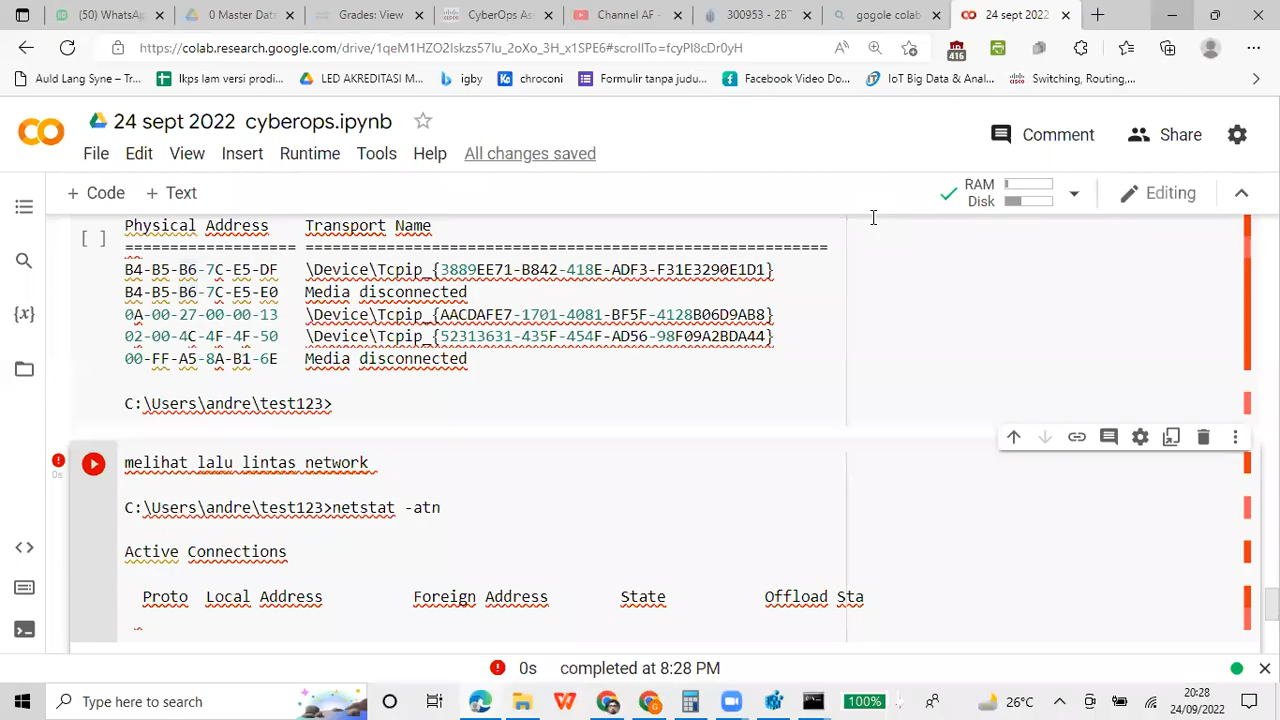 (50) WhatsA
0 Master Data
Grades: View
CyberOps Ass
Channel AF -
300955 - 28°
gogole colab
24 sept 2022
https://colab.research.google.com/drive/1qeM1HZO2Iskzs57Iu_2oXo_3H_x1SPE6#scrollTo=fcyPI8cDr0yH
416
Auld Lang Syne – Tr...
lkps lam versi prodi...
LED AKREDITASI M...
igby
chroconi
Formulir tanpa judu...
Facebook Video Do...
IoT Big Data & Anal...
Switching, Routing,...
24 sept 2022 cyberops.ipynb
Comment
Share
File Edit View Insert Runtime Tools Help All changes saved
+ Code + Text
RAM
Disk
Editing
Physical Address Transport Name
[ ]
=================== ==========================================================
B4-B5-B6-7C-E5-DF \Device\Tcpip_{3889EE71-B842-418E-ADF3-F31E3290E1D1}
B4-B5-B6-7C-E5-E0 Media disconnected
{x}
0A-00-27-00-00-13 \Device\Tcpip_{AACDAFE7-1701-4081-BF5F-4128B06D9AB8}
02-00-4C-4F-4F-50 \Device\Tcpip_{52313631-435F-454F-AD56-98F09A2BDA44}
00-FF-A5-8A-B1-6E Media disconnected
C:\Users\andre\test123>
0s
melihat lalu lintas network
C:\Users\andre\test123>netstat -atn
Active Connections
Proto Local Address Foreign Address State Offload Sta
0s completed at 8:28 PM
Type here to search
100%
26°C
20:28
24/09/2022